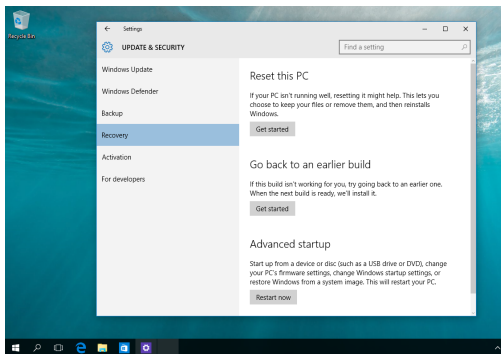 Recycle Bin
Settings
UPDATE & SECURITY
Find a setting
Windows Update
Windows Defender
Backup
Recovery
Activation
For developers
Reset this PC
If your PC isn't running well, resetting it might help. This lets you
choose to keep your files or remove them, and then reinstalls
Windows.
Get started
Go back to an earlier build
If this build isn't working for you, try going back to an earlier one.
When the next build is ready, we'll install it.
Get started
Advanced startup
Start up from a device or disc (such as a USB drive or DVD), change
your PC's firmware settings, change Windows startup settings, or
restore Windows from a system image. This will restart your PC.
Restart now